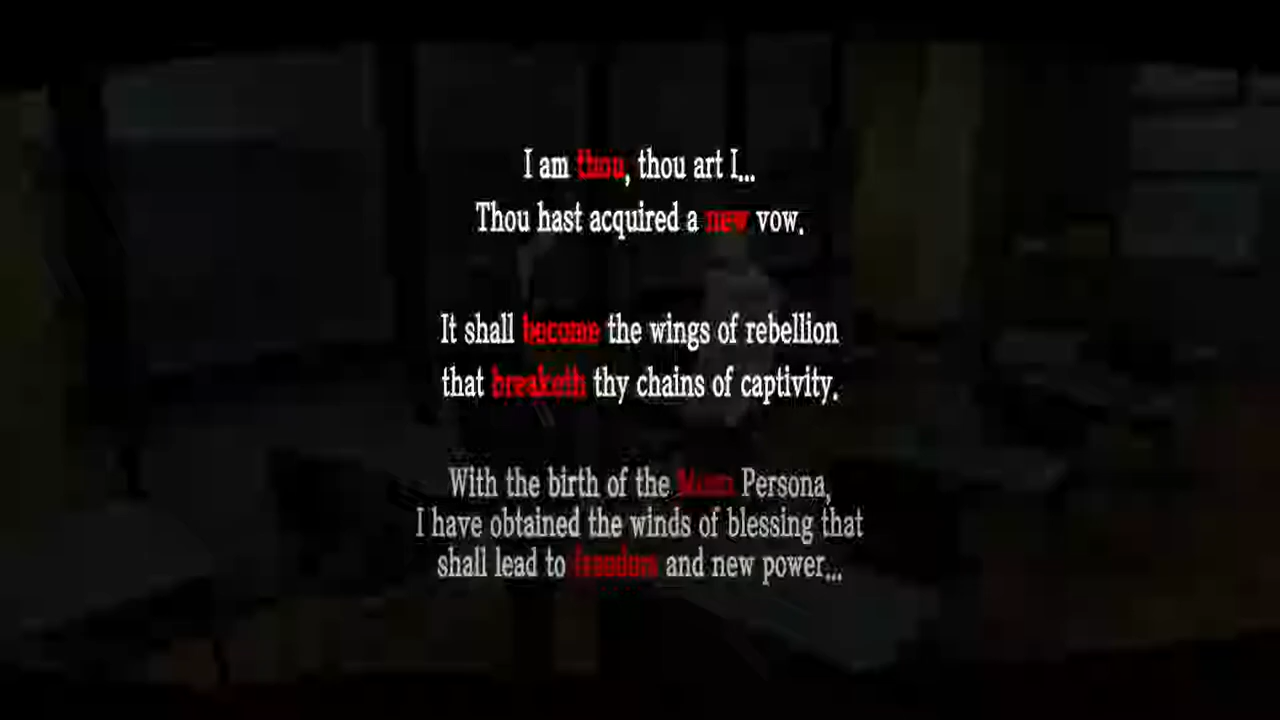 I am thou, thou art I...
Thou hast acquired a new vow.
It shall become the wings of rebellion
that breaketh thy chains of captivity.
With the birth of the Moon Persona,
I have obtained the winds of blessing that
shall lead to freedom and new power...